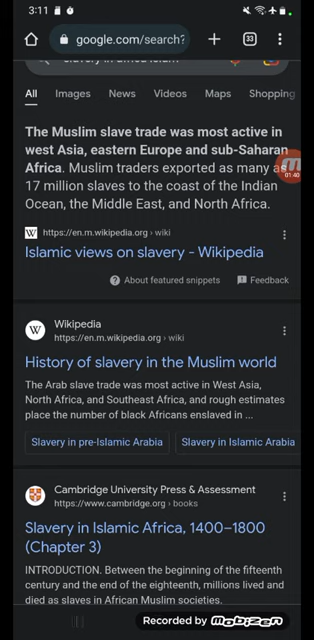 3:11
google.com/search?
33
slavery in africa islam
All Images News Videos Maps Shopping
The Muslim slave trade was most active in
west Asia, eastern Europe and sub-Saharan
Africa. Muslim traders exported as many as
17 million slaves to the coast of the Indian
Ocean, the Middle East, and North Africa.
01:40
W https://en.m.wikipedia.org › wiki
Islamic views on slavery - Wikipedia
About featured snippets Feedback
W Wikipedia
https://en.m.wikipedia.org › wiki
History of slavery in the Muslim world
The Arab slave trade was most active in West Asia,
North Africa, and Southeast Africa, and rough estimates
place the number of black Africans enslaved in ...
Slavery in pre-Islamic Arabia Slavery in Islamic Arabia
Cambridge University Press & Assessment
https://www.cambridge.org › books
Slavery in Islamic Africa, 1400–1800
(Chapter 3)
INTRODUCTION. Between the beginning of the fifteenth
century and the end of the eighteenth, millions lived and
died as slaves in African Muslim societies.
Recorded by mobizen